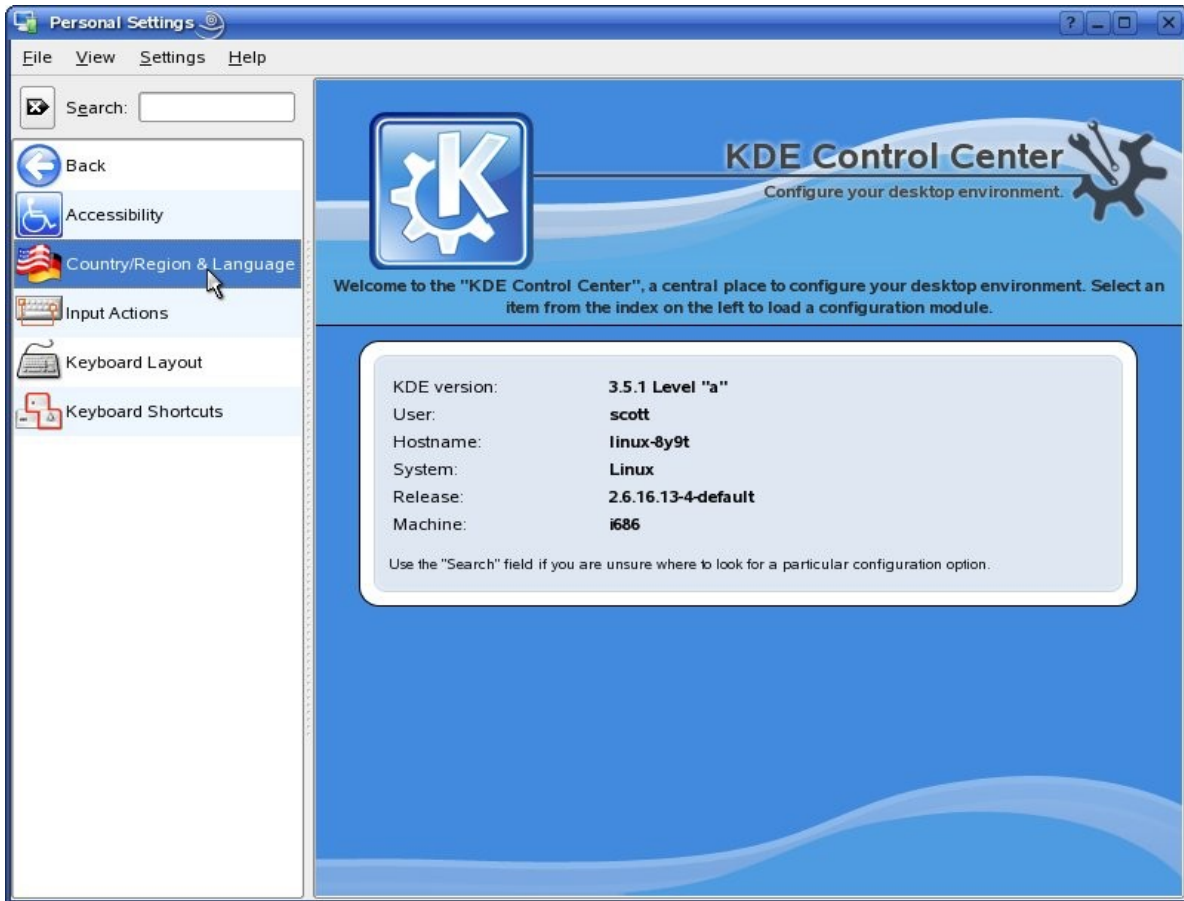 Personal Settings
File View Settings Help
Search:
Back
Accessibility
Country/Region & Language
Input Actions
Keyboard Layout
Keyboard Shortcuts
KDE Control Center
Configure your desktop environment.
Welcome to the "KDE Control Center", a central place to configure your desktop environment. Select an
item from the index on the left to load a configuration module.
KDE version: 3.5.1 Level "a"
User: scott
Hostname: linux-8y9t
System: Linux
Release: 2.6.16.13-4-default
Machine: i686
Use the "Search" field if you are unsure where to look for a particular configuration option.